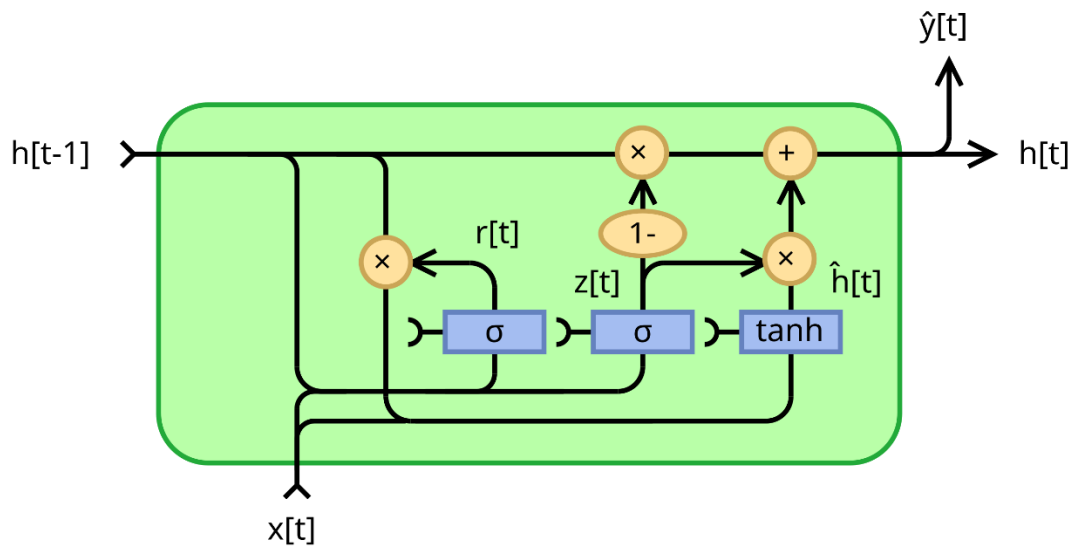 ŷ[t]
h[t-1]
×
+
h[t]
r[t]
1-
×
×
z[t]
ĥ[t]
σ
σ
tanh
x[t]